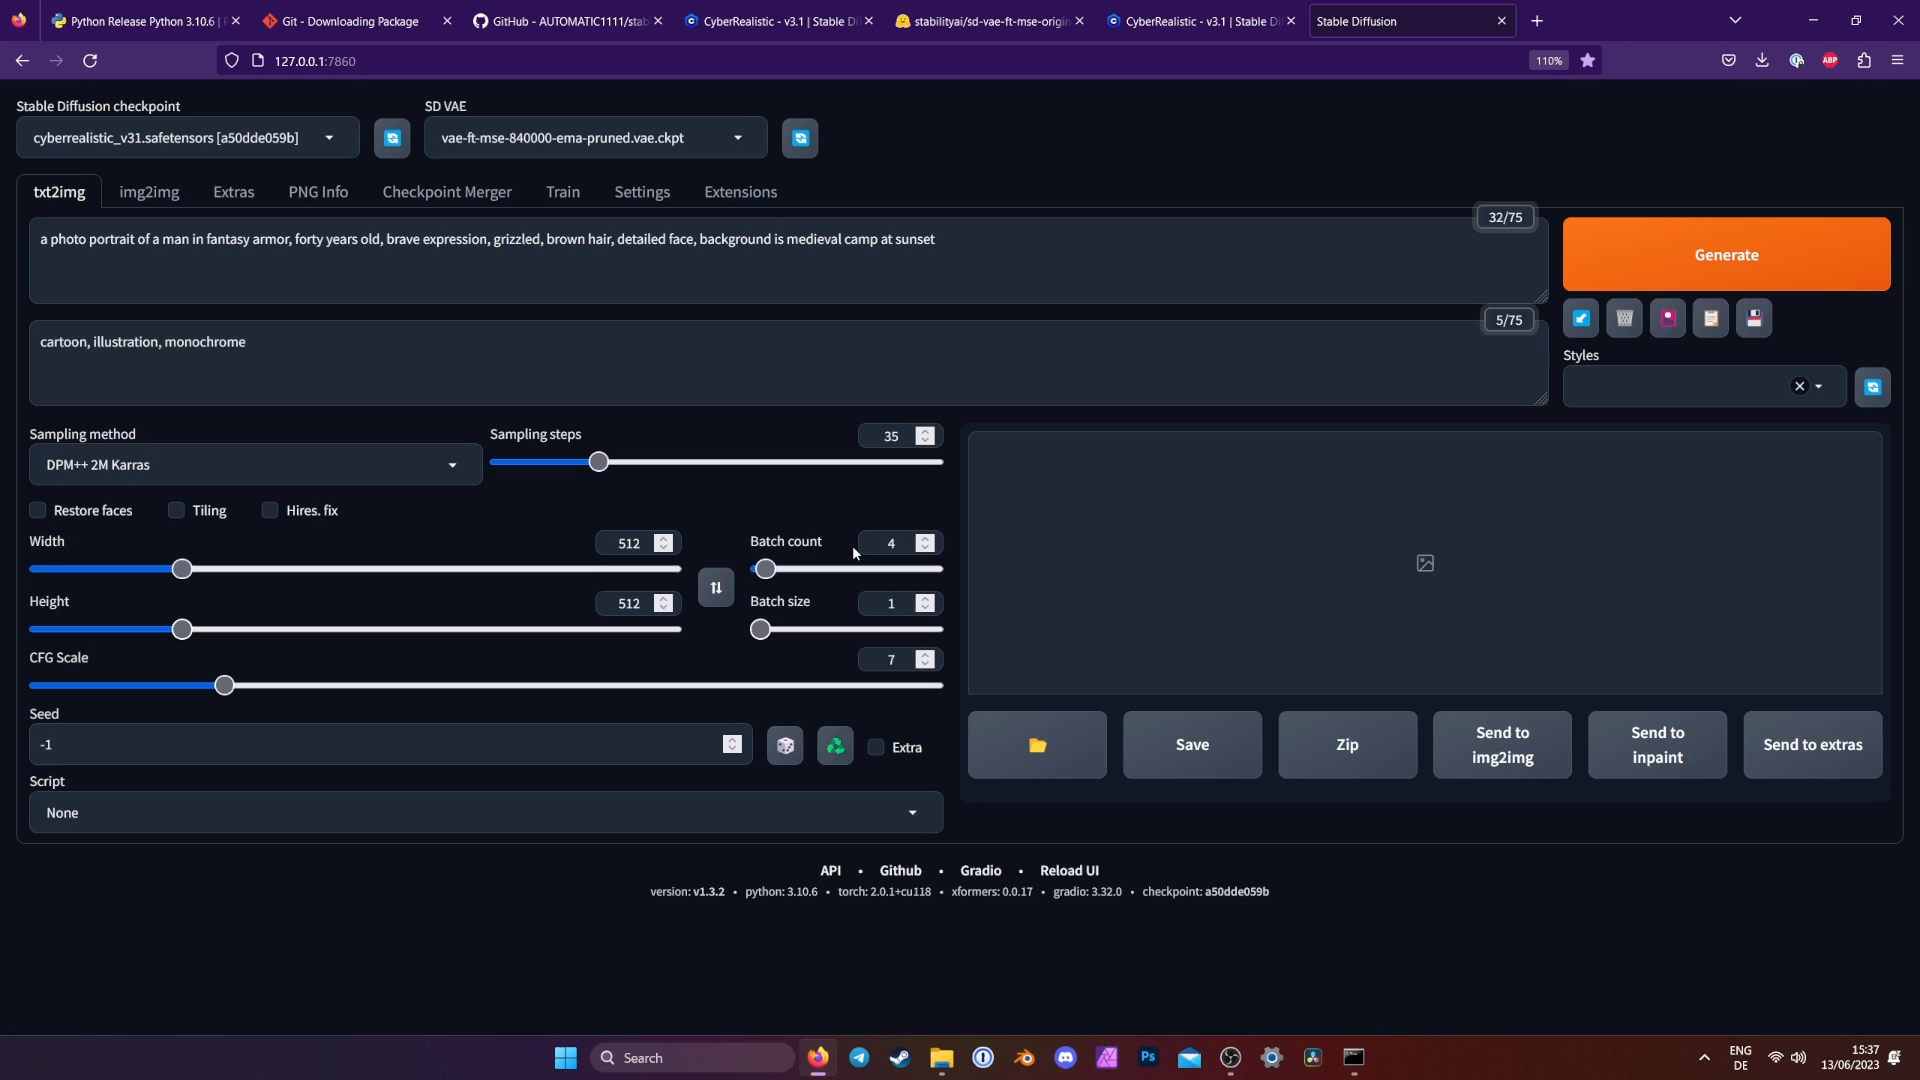 Python Release Python 3.10.6 |
Git - Downloading Package
GitHub - AUTOMATIC1111/stab
CyberRealistic - v3.1 | Stable Di
stabilityai/sd-vae-ft-mse-origin
CyberRealistic - v3.1 | Stable Di
Stable Diffusion
127.0.0.1:7860
110%
ABP
Stable Diffusion checkpoint
SD VAE
cyberrealistic_v31.safetensors [a50dde059b]
vae-ft-mse-840000-ema-pruned.vae.ckpt
txt2img
img2img
Extras
PNG Info
Checkpoint Merger
Train
Settings
Extensions
32/75
a photo portrait of a man in fantasy armor, forty years old, brave expression, grizzled, brown hair, detailed face, background is medieval camp at sunset
Generate
5/75
cartoon, illustration, monochrome
Styles
Sampling method
DPM++ 2M Karras
Sampling steps
35
Restore faces
Tiling
Hires. fix
Width
512
Batch count
4
Height
512
Batch size
1
CFG Scale
7
Seed
-1
Extra
Script
None
Save
Zip
Send to img2img
Send to inpaint
Send to extras
API • Github • Gradio • Reload UI
version: v1.3.2 • python: 3.10.6 • torch: 2.0.1+cu118 • xformers: 0.0.17 • gradio: 3.32.0 • checkpoint: a50dde059b
Search
Ps
ENG
DE
15:37
13/06/2023